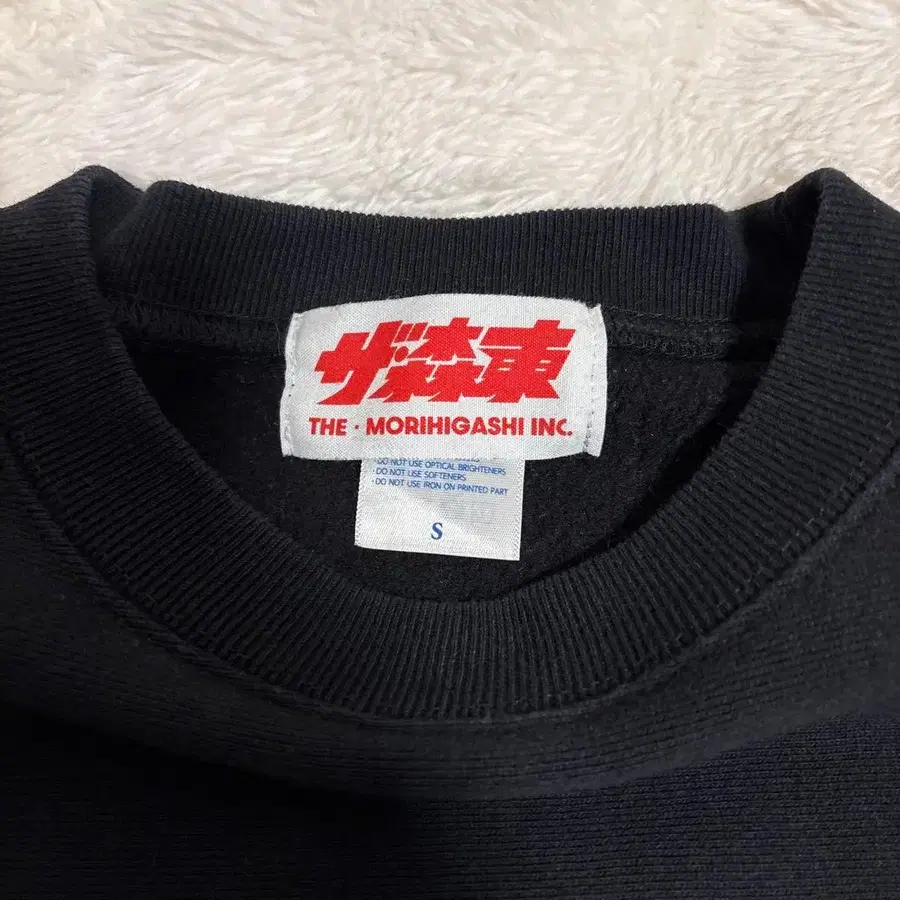 ザ・森東
THE · MORIHIGASHI INC.
· DO NOT USE OPTICAL BRIGHTENERS
· DO NOT USE SOFTENERS
· DO NOT USE IRON ON PRINTED PART
S